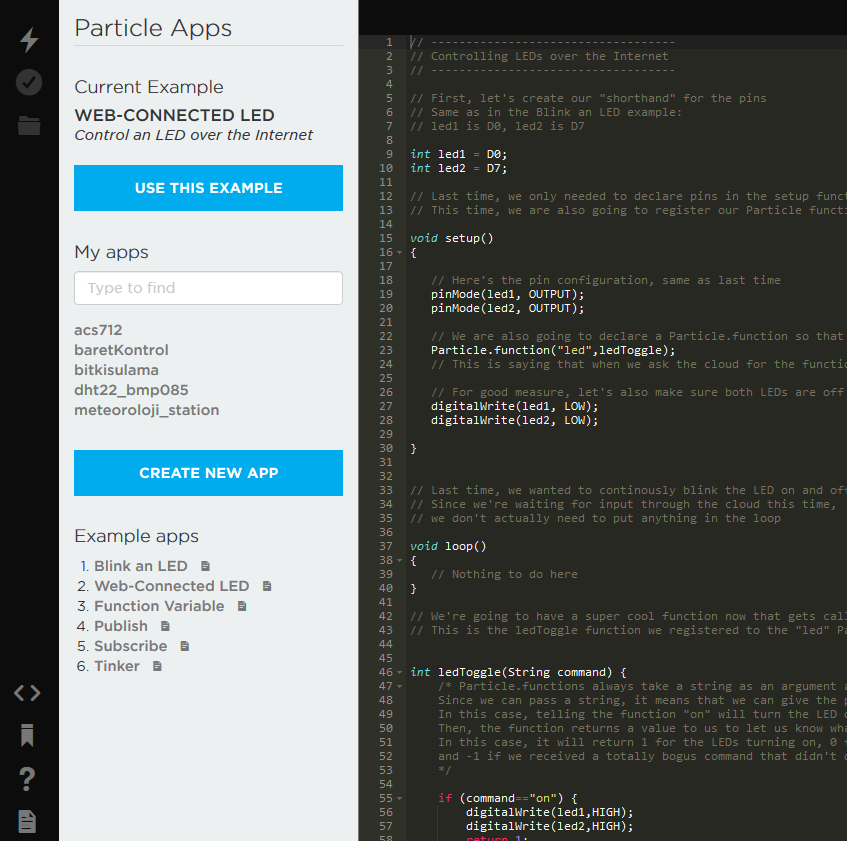 Particle Apps
Current Example
WEB-CONNECTED LED
Control an LED over the Internet
USE THIS EXAMPLE
My apps
Type to find
acs712
baretKontrol
bitkisulama
dht22_bmp085
meteoroloji_station
CREATE NEW APP
Example apps
1. Blink an LED
2. Web-Connected LED
3. Function Variable
4. Publish
5. Subscribe
6. Tinker
1 // -----------------------------------
2 // Controlling LEDs over the Internet
3 // -----------------------------------
4
5 // First, let's create our "shorthand" for the pins
6 // Same as in the Blink an LED example:
7 // led1 is D0, led2 is D7
8
9 int led1 = D0;
10 int led2 = D7;
11
12 // Last time, we only needed to declare pins in the setup funct
13 // This time, we are also going to register our Particle functi
14
15 void setup()
16 {
17
18 // Here's the pin configuration, same as last time
19 pinMode(led1, OUTPUT);
20 pinMode(led2, OUTPUT);
21
22 // We are also going to declare a Particle.function so that
23 Particle.function("led",ledToggle);
24 // This is saying that when we ask the cloud for the functio
25
26 // For good measure, let's also make sure both LEDs are off
27 digitalWrite(led1, LOW);
28 digitalWrite(led2, LOW);
29
30 }
31
32
33 // Last time, we wanted to continously blink the LED on and off
34 // Since we're waiting for input through the cloud this time,
35 // we don't actually need to put anything in the loop
36
37 void loop()
38 {
39 // Nothing to do here
40 }
41
42 // We're going to have a super cool function now that gets call
43 // This is the ledToggle function we registered to the "led" Pa
44
45
46 int ledToggle(String command) {
47 /* Particle.functions always take a string as an argument a
48 Since we can pass a string, it means that we can give the p
49 In this case, telling the function "on" will turn the LED o
50 Then, the function returns a value to us to let us know wha
51 In this case, it will return 1 for the LEDs turning on, 0
52 and -1 if we received a totally bogus command that didn't d
53 */
54
55 if (command=="on") {
56 digitalWrite(led1,HIGH);
57 digitalWrite(led2,HIGH);
58 return 1;